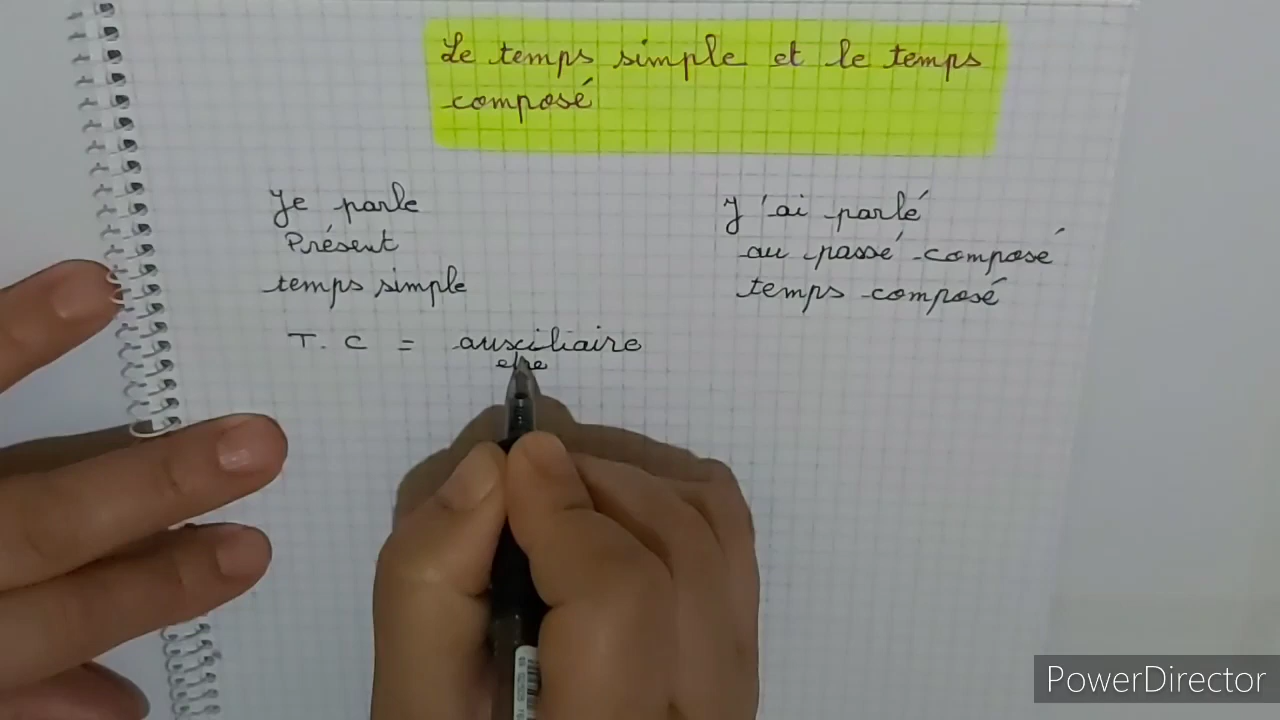 Le temps simple et le temps
composé
Je parle
Présent
temps simple
J'ai parlé
au passé composé
temps composé
T. C = auxiliaire
etre
PowerDirector